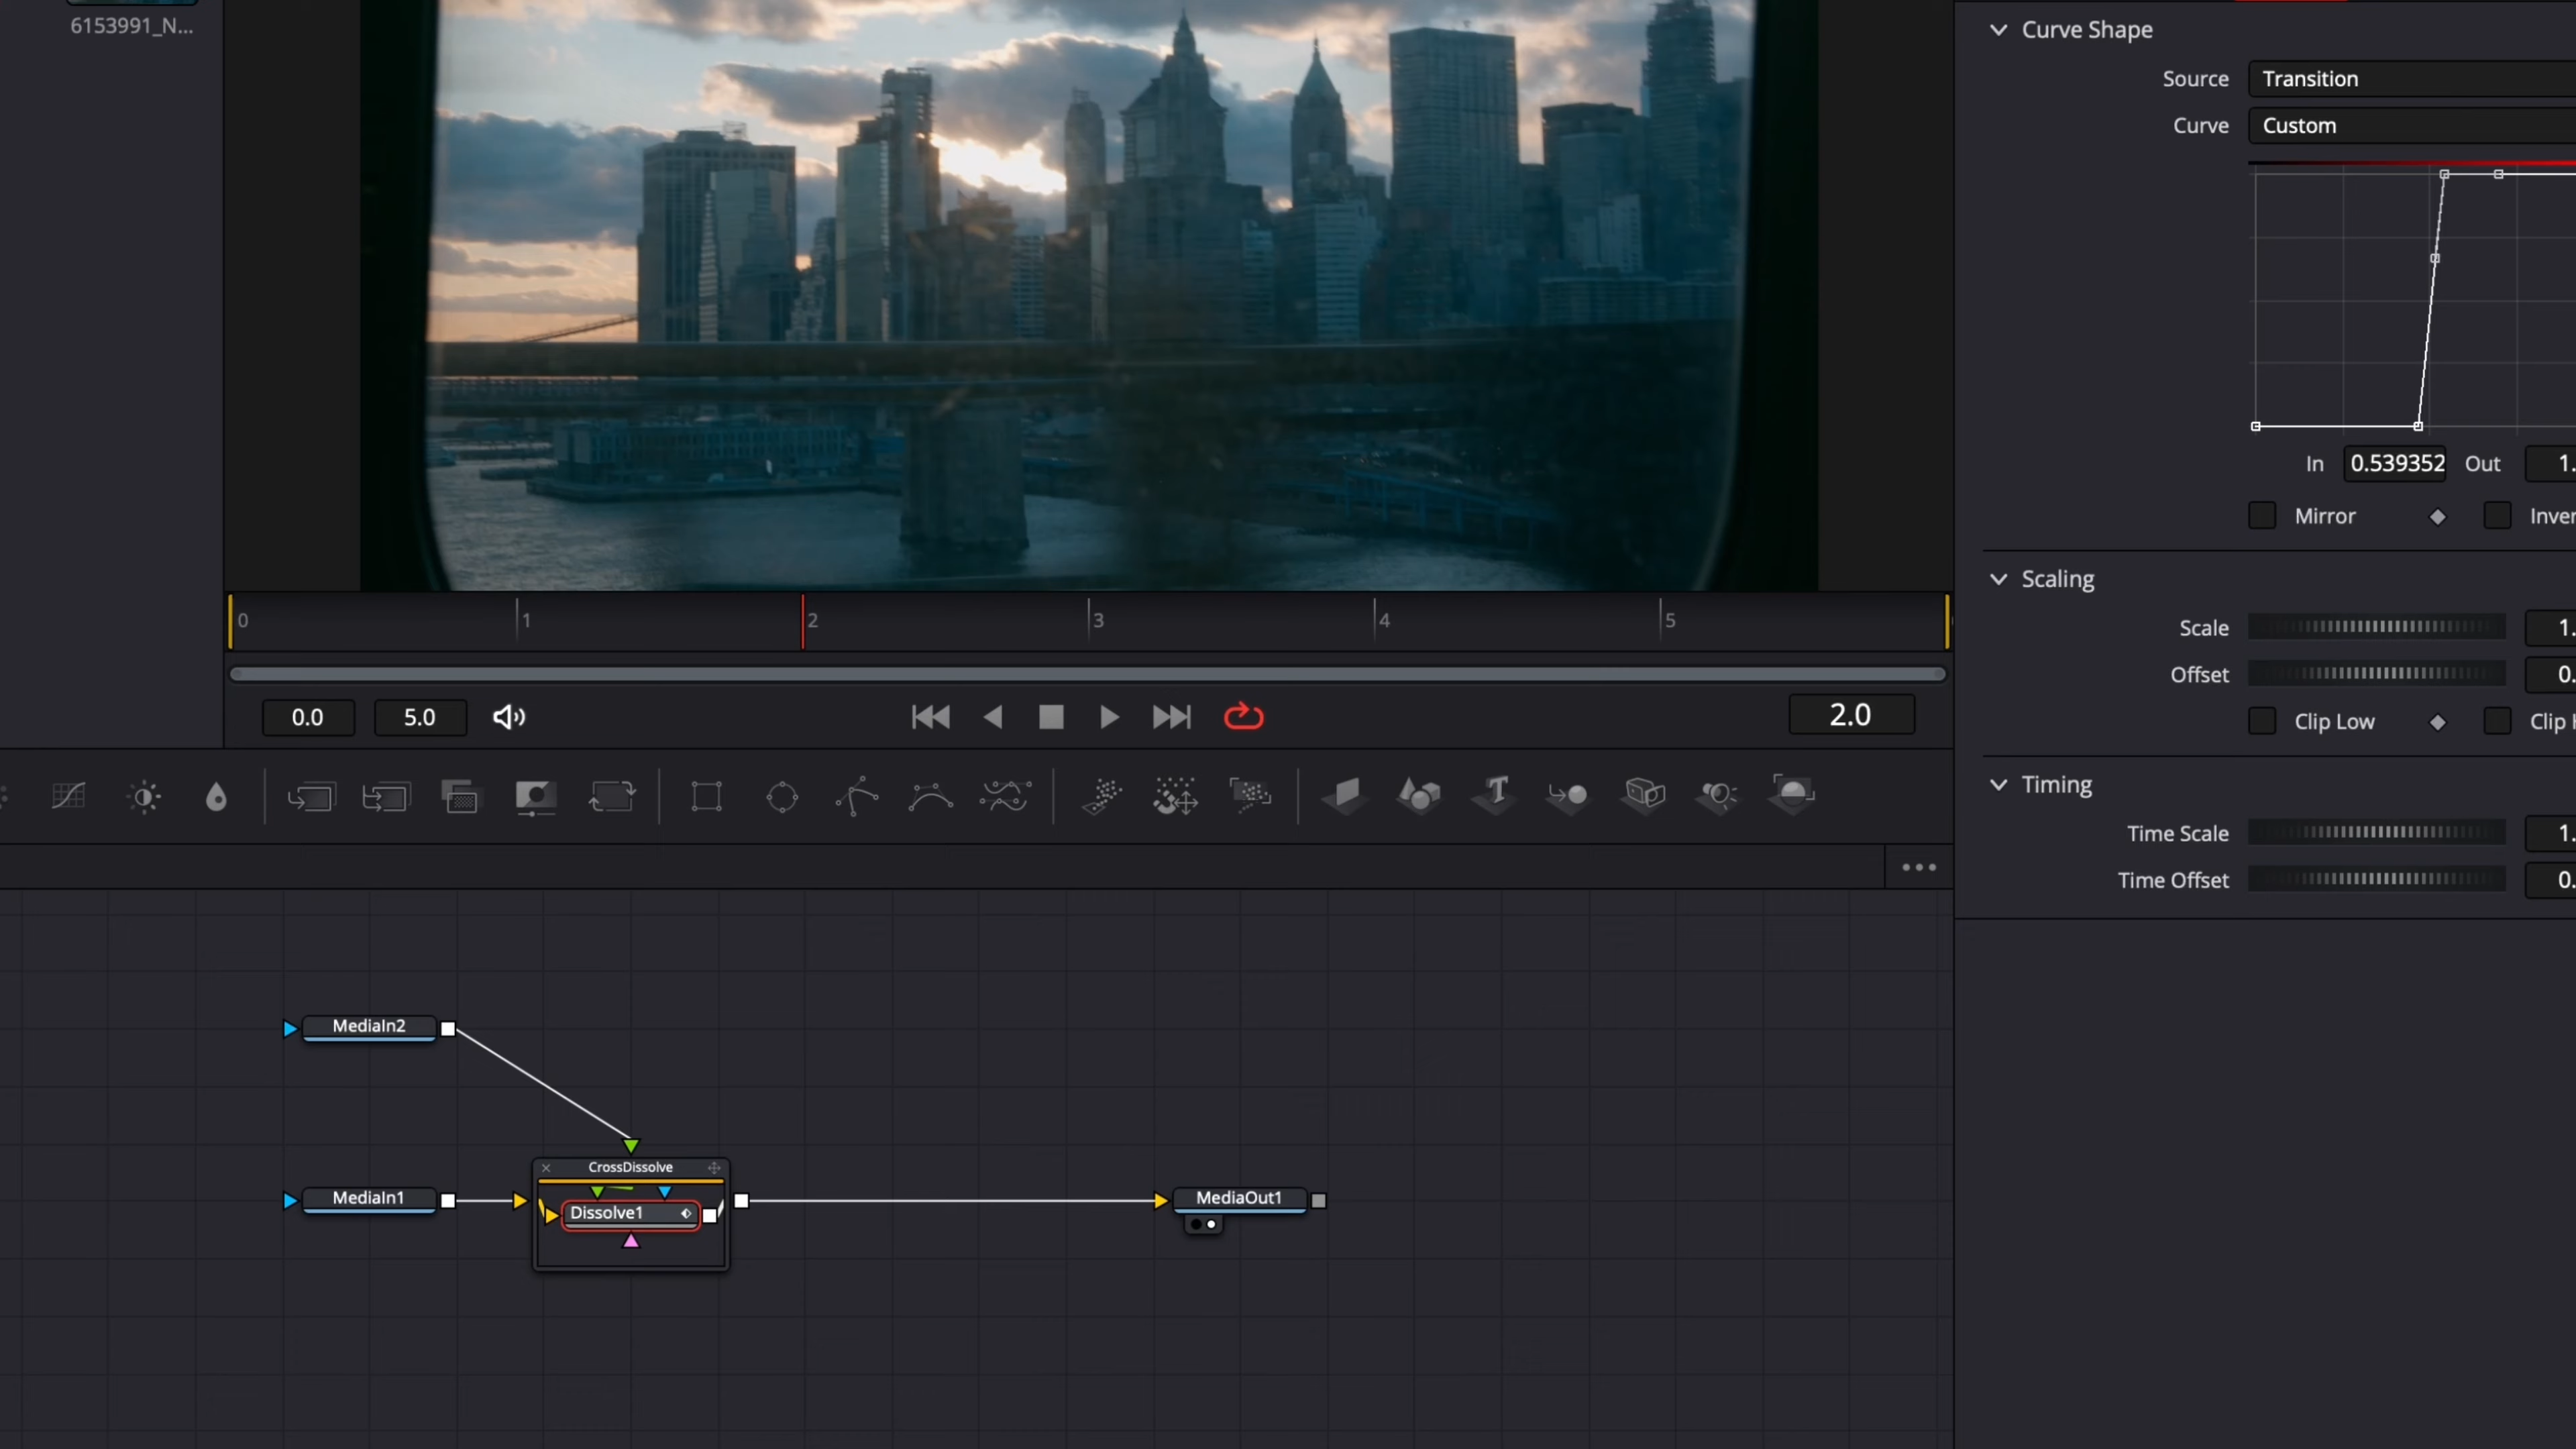 6153991_N...
Curve Shape
Source Transition
Curve Custom
In 0.539352 Out 1.
Mirror Inver
Scaling
Scale 1.
Offset 0.
Clip Low Clip H
Timing
Time Scale 1.
Time Offset 0.
0 1 2 3 4 5
0.0 5.0 2.0
MediaIn2
CrossDissolve
MediaIn1
Dissolve1
MediaOut1